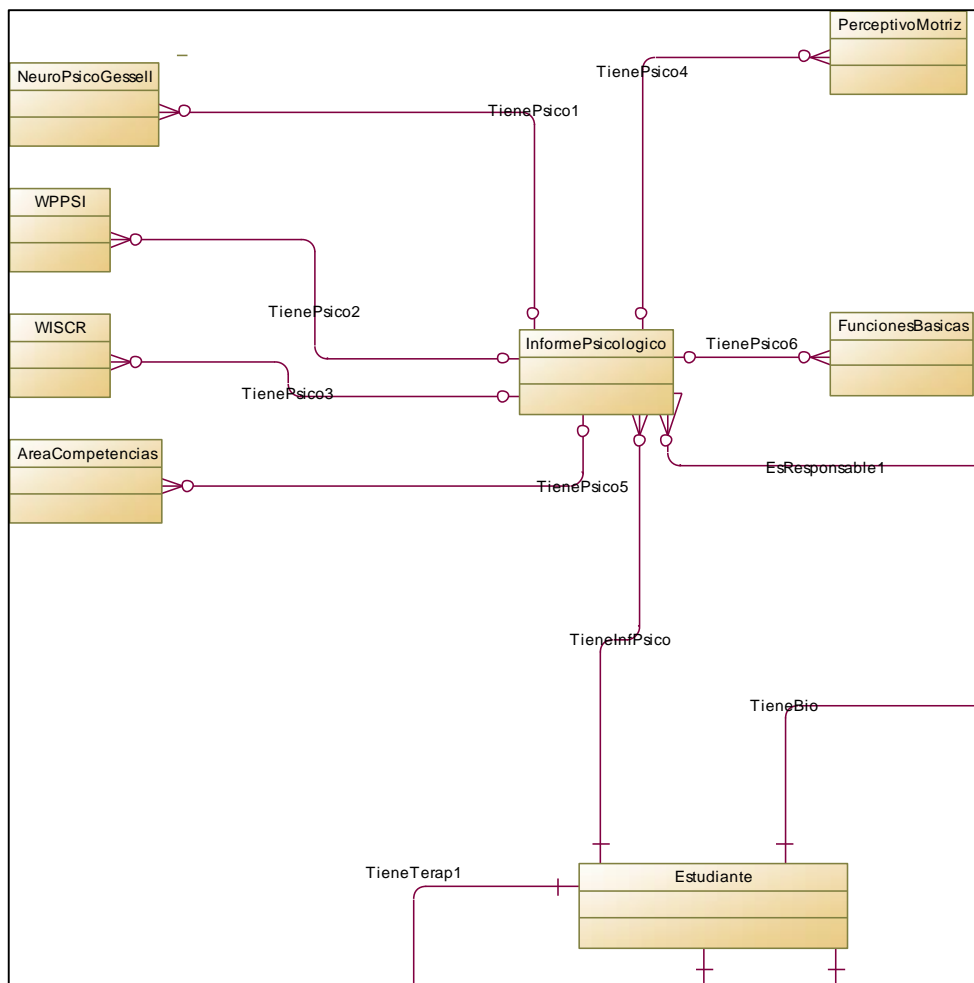 PerceptivoMotriz
TienePsico4
NeuroPsicoGessell
TienePsico1
WPPSI
TienePsico2
WISCR
InformePsicologico
TienePsico6
FuncionesBasicas
TienePsico3
AreaCompetencias
TienePsico5
EsResponsable1
TieneInfPsico
TieneBio
TieneTerap1
Estudiante